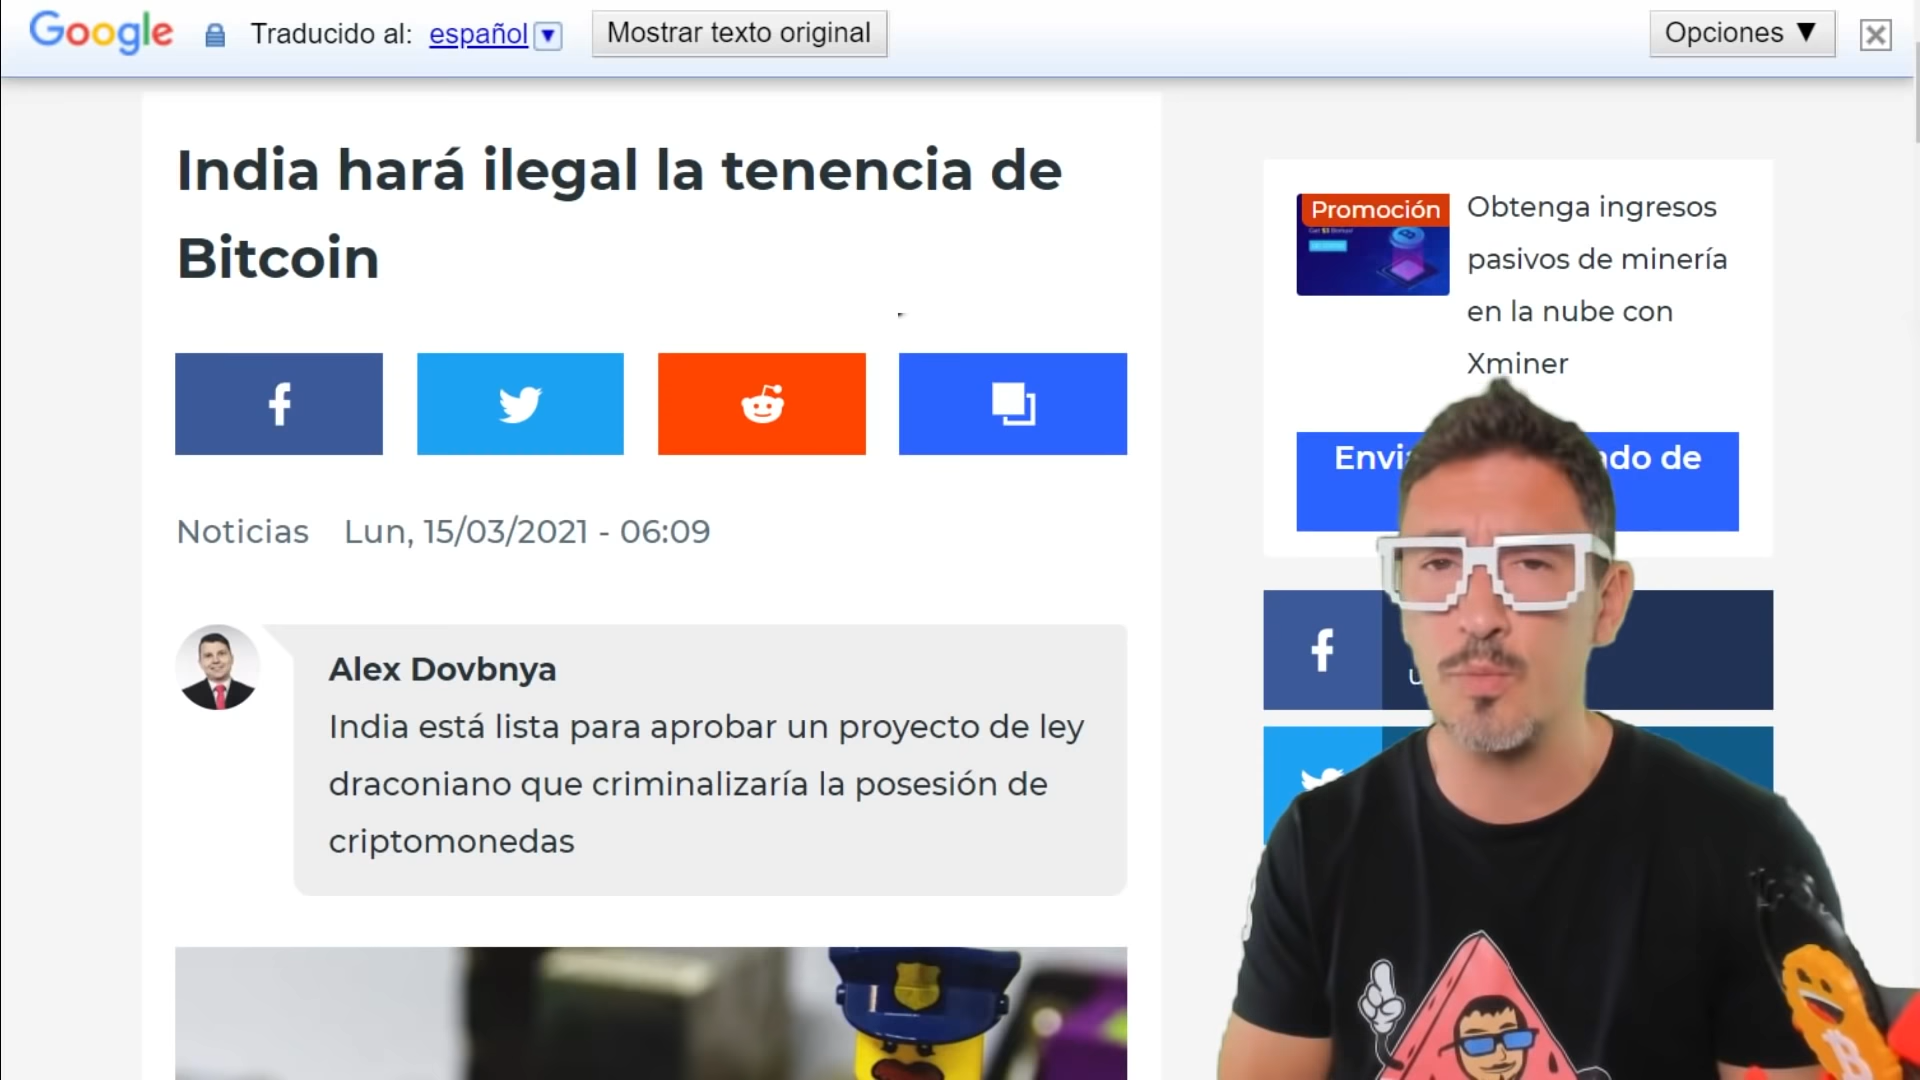 Google Traducido al: español Mostrar texto original Opciones ▼
India hará ilegal la tenencia de
Bitcoin
Noticias Lun, 15/03/2021 - 06:09
Alex Dovbnya
India está lista para aprobar un proyecto de ley
draconiano que criminalizaría la posesión de
criptomonedas
Promoción
Obtenga ingresos
pasivos de minería
en la nube con
Xminer
de